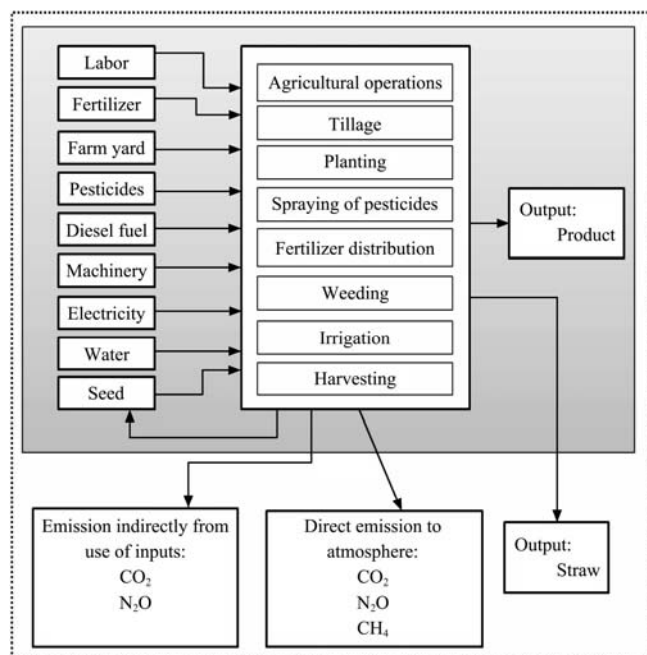 Labor
Fertilizer
Farm yard
Pesticides
Diesel fuel
Machinery
Electricity
Water
Seed
Agricultural operations
Tillage
Planting
Spraying of pesticides
Fertilizer distribution
Weeding
Irrigation
Harvesting
Output:
Product
Emission indirectly from
use of inputs:
CO₂
N₂O
Direct emission to
atmosphere:
CO₂
N₂O
CH₄
Output:
Straw